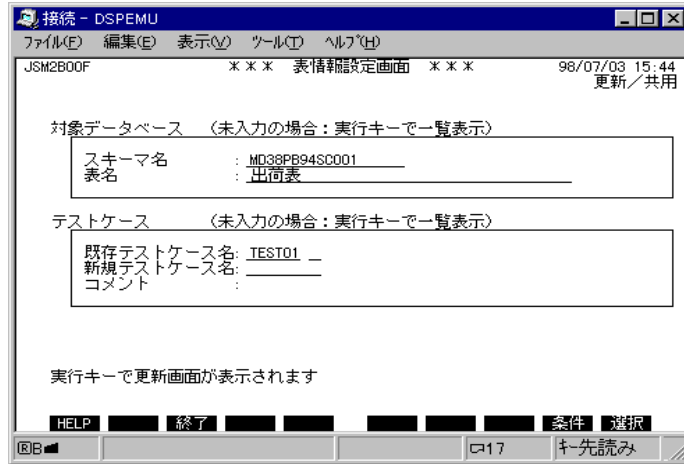 接続 - DSPEMU
ファイル(F) 編集(E) 表示(V) ツール(T) ヘルプ(H)
JSM2B00F ＊＊＊ 表情報設定画面 ＊＊＊ 98/07/03 15:44
更新／共用
対象データベース （未入力の場合：実行キーで一覧表示）
スキーマ名 : MD38PB94SC001
表名 : 出荷表
テストケース （未入力の場合：実行キーで一覧表示）
既存テストケース名: TEST01
新規テストケース名:
コメント :
実行キーで更新画面が表示されます
HELP 終了 条件 選択
RB 17 キー先読み